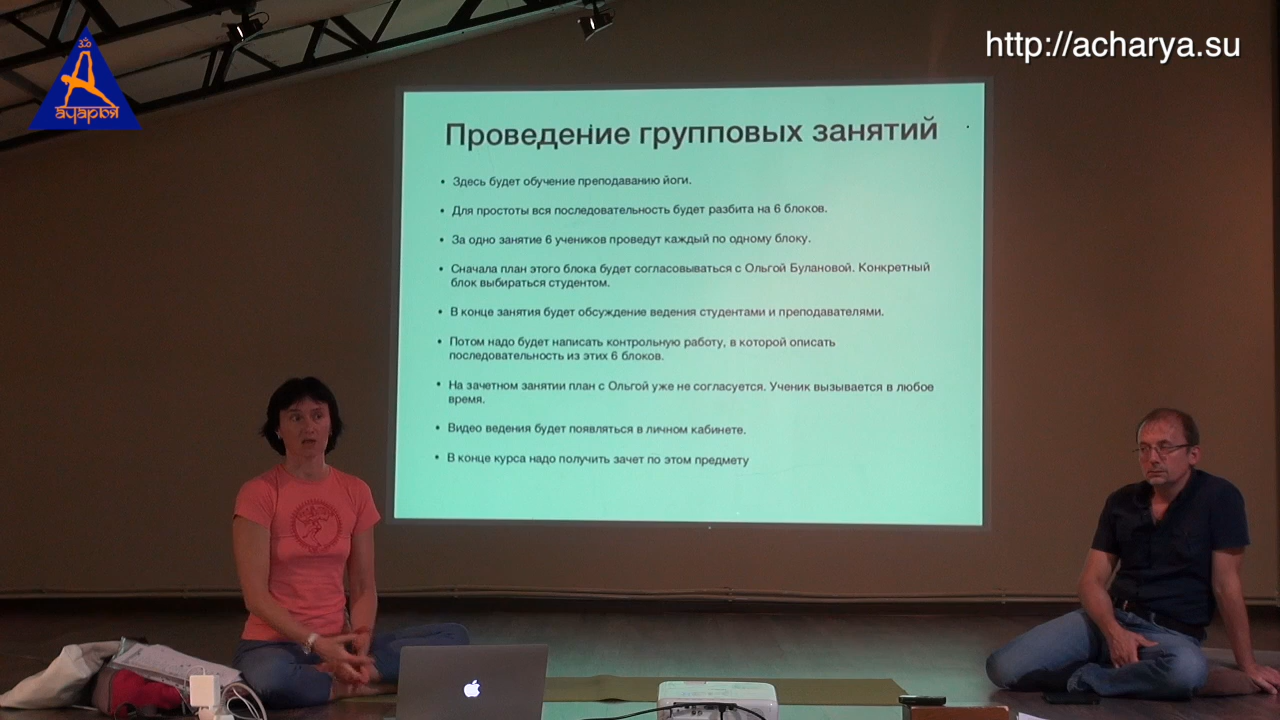 http://acharya.su
ॐ
ачарья
Проведение групповых занятий
• Здесь будет обучение преподаванию йоги.
• Для простоты вся последовательность будет разбита на 6 блоков.
• За одно занятие 6 учеников проведут каждый по одному блоку.
• Сначала план этого блока будет согласовываться с Ольгой Булановой. Конкретный
блок выбираться студентом.
• В конце занятия будет обсуждение ведения студентами и преподавателями.
• Потом надо будет написать контрольную работу, в которой описать
последовательность из этих 6 блоков.
• На зачетном занятии план с Ольгой уже не согласуется. Ученик вызывается в любое
время.
• Видео ведения будет появляться в личном кабинете.
• В конце курса надо получить зачет по этом предмету